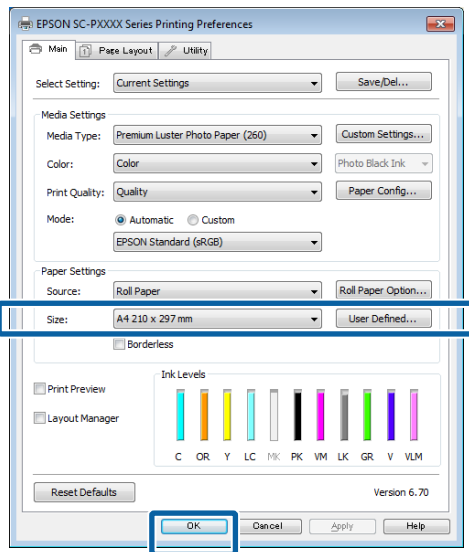 EPSON SC-PXXXX Series Printing Preferences
Main Page Layout Utility
Select Setting: Current Settings Save/Del...
Media Settings
Media Type: Premium Luster Photo Paper (260) Custom Settings...
Color: Color Photo Black Ink
Print Quality: Quality Paper Config...
Mode: Automatic Custom
EPSON Standard (sRGB)
Paper Settings
Source: Roll Paper Roll Paper Option...
Size: A4 210 x 297 mm User Defined...
Borderless
Ink Levels
Print Preview
Layout Manager
C OR Y LC MK PK VM LK GR V VLM
Reset Defaults Version 6.70
OK Cancel Apply Help